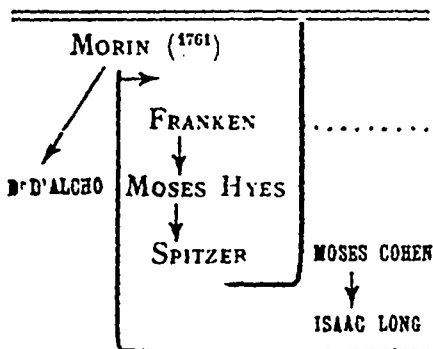 MORIN (1761)
FRANKEN
..........
Dr D'ALCHO
MOSES HYES
SPITZER
MOSES COHEN
ISAAC LONG